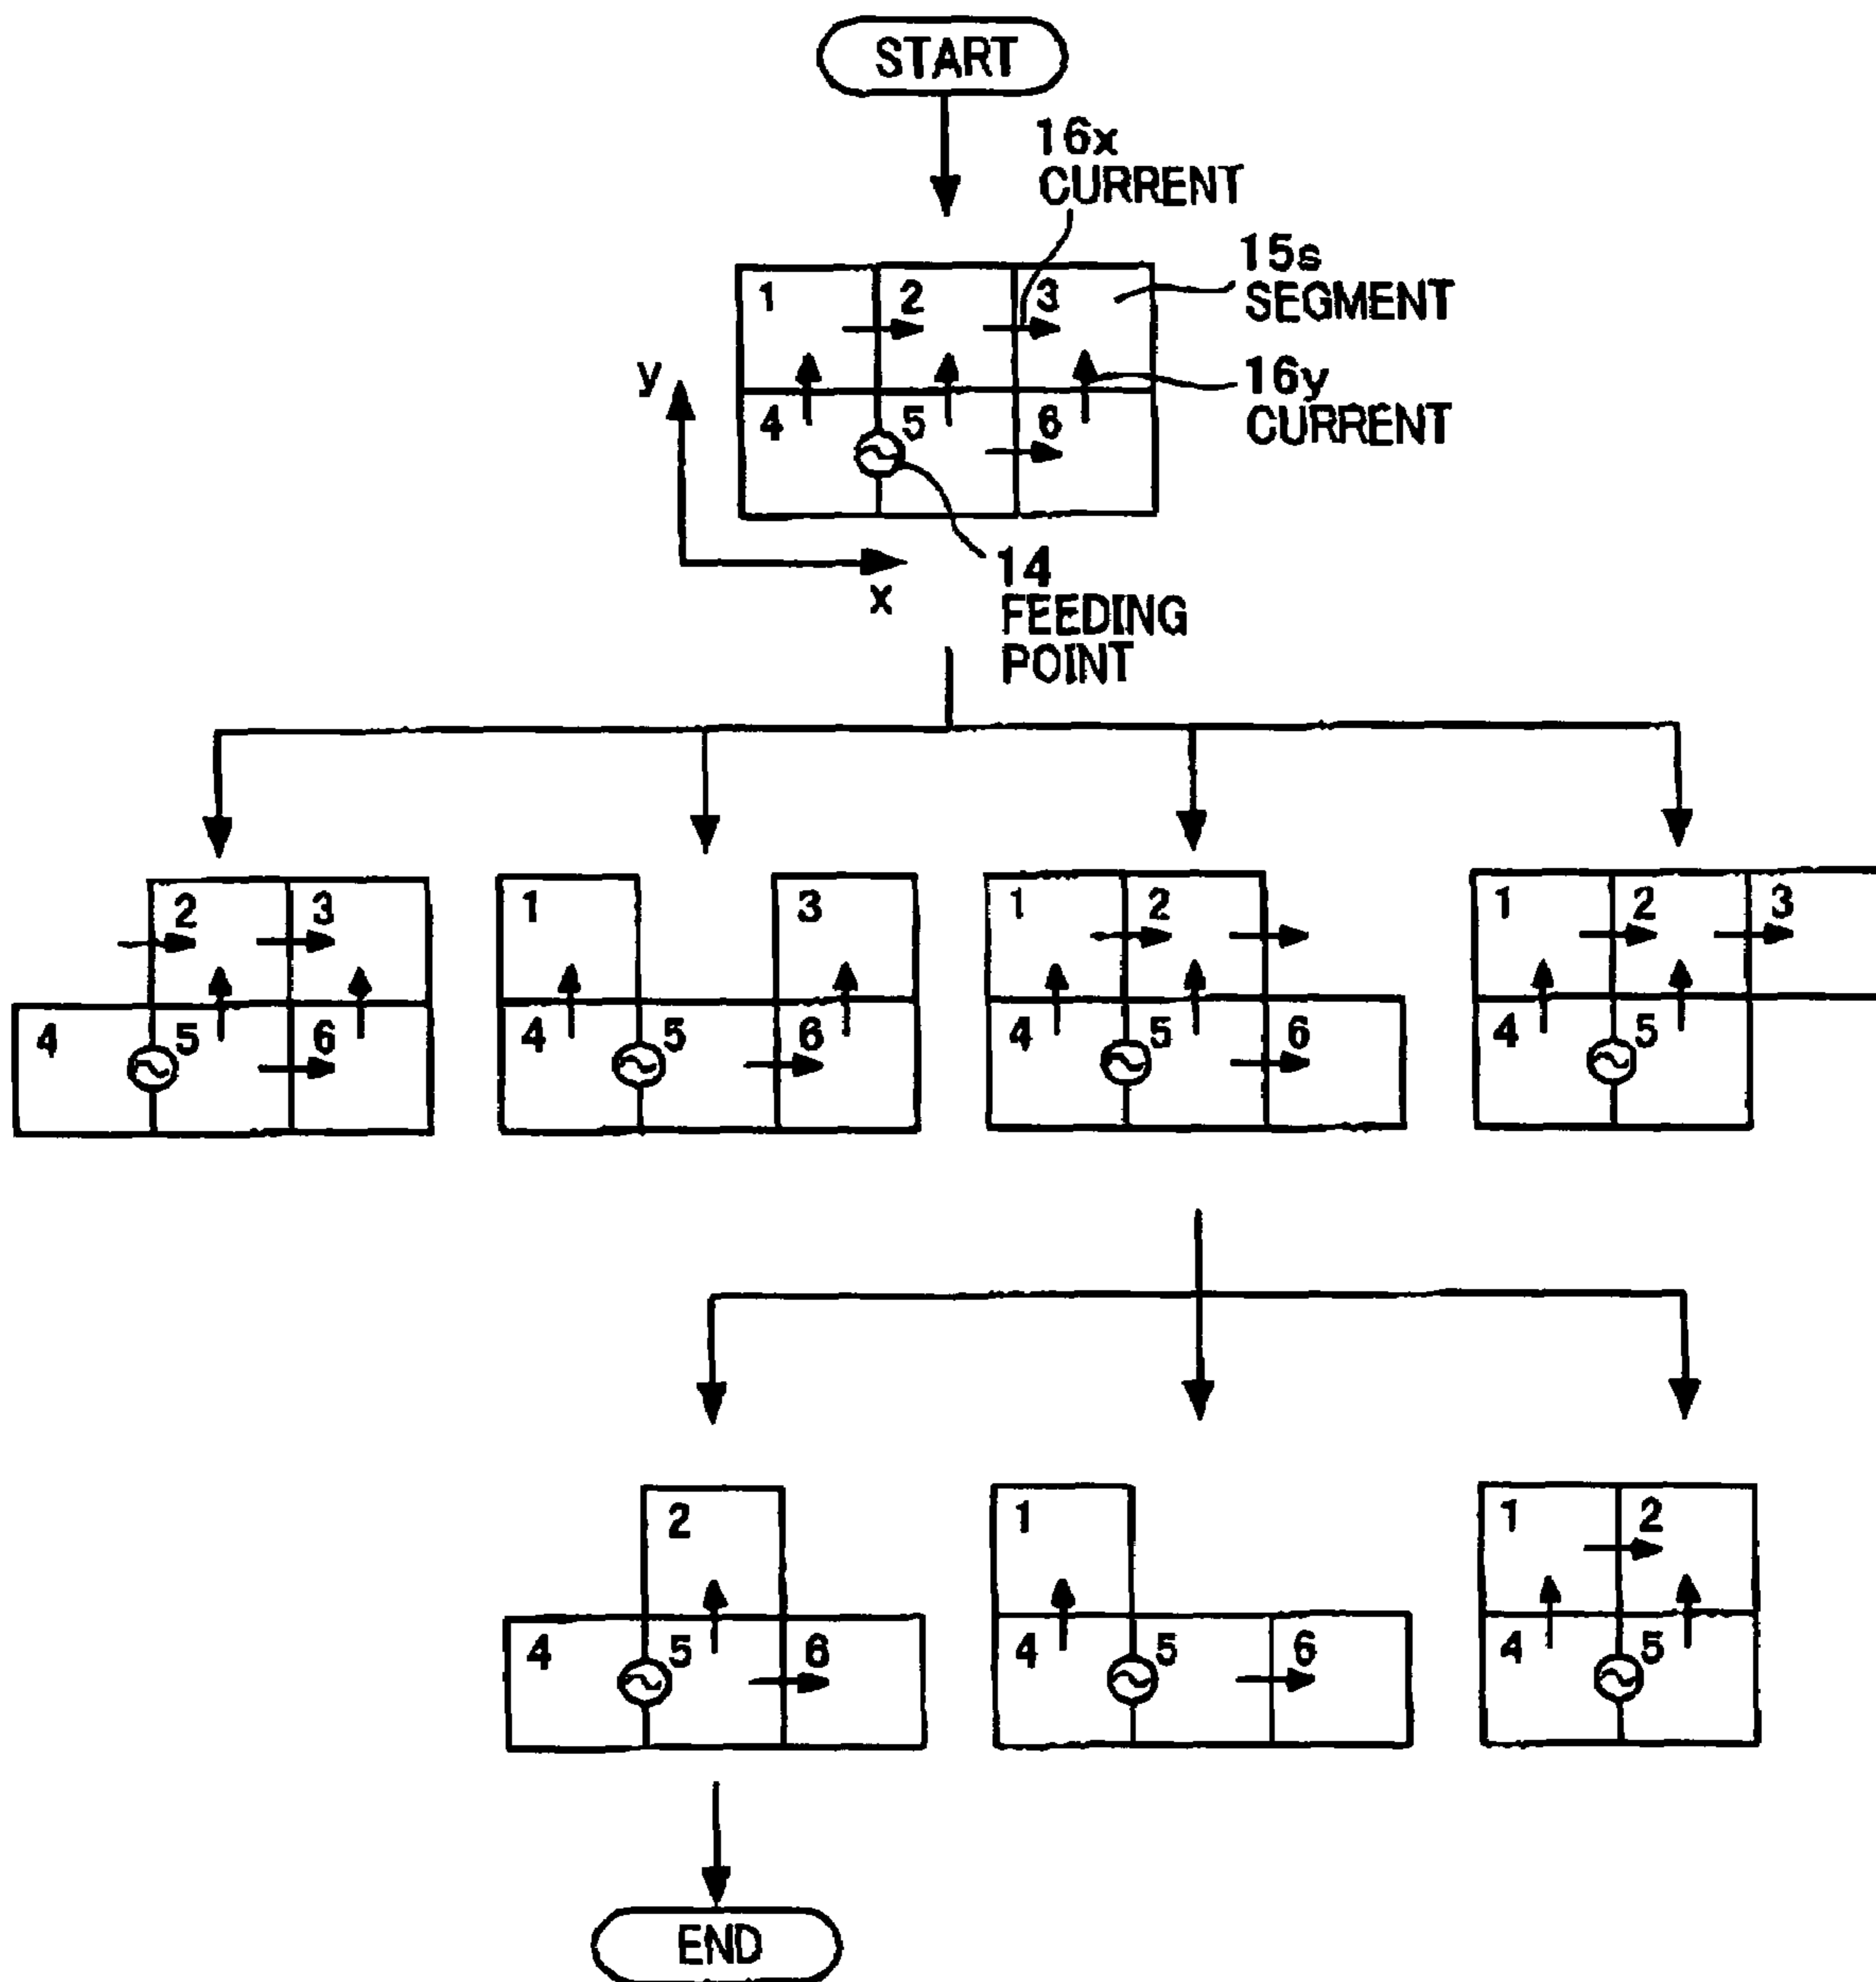 START
16x
CURRENT
15s
SEGMENT
1 2 3
16y
CURRENT
y
4 5 6
x
14
FEEDING
POINT
2 3
4 5 6
1 3
4 5 6
1 2
4 5 6
1 2 3
4 5
2
4 5 6
1
4 5 6
1 2
4 5
END